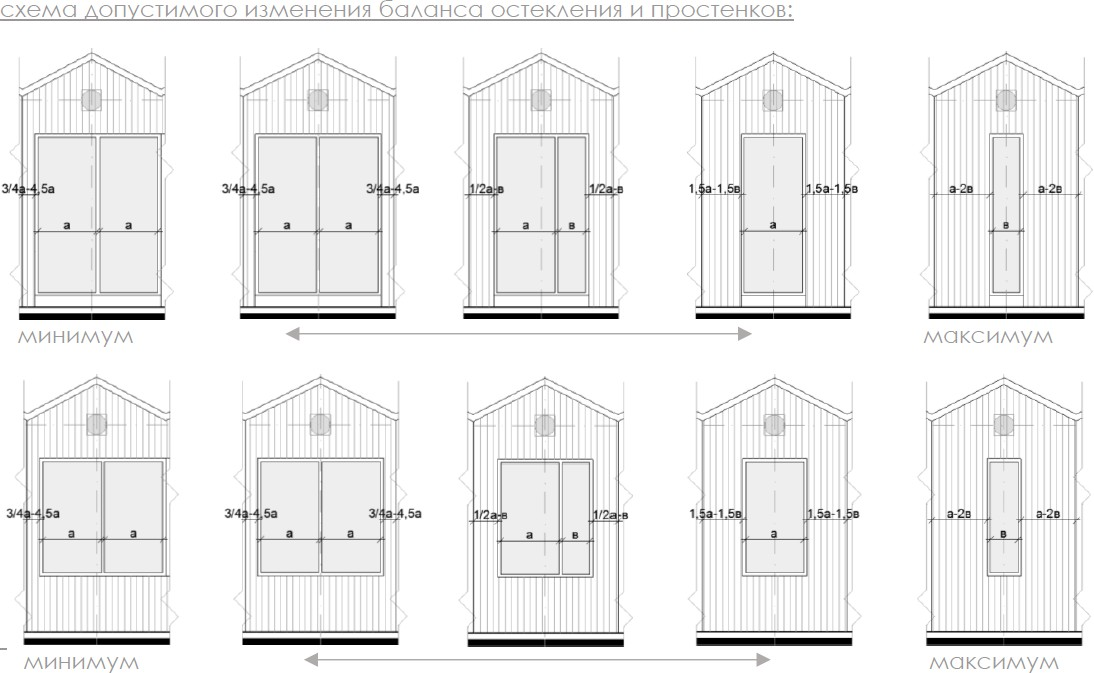 схема допустимого изменения баланса остекления и простенков:
3/4а-4,5а 3/4а-4,5а 3/4а-4,5а 1/2а-в 1/2а-в 1,5а-1,5в 1,5а-1,5в а-2в а-2в
а а а а а в а в
минимум максимум
3/4а-4,5а 3/4а-4,5а 3/4а-4,5а 1/2а-в 1/2а-в 1,5а-1,5в 1,5а-1,5в а-2в а-2в
а а а а а в а в
минимум максимум